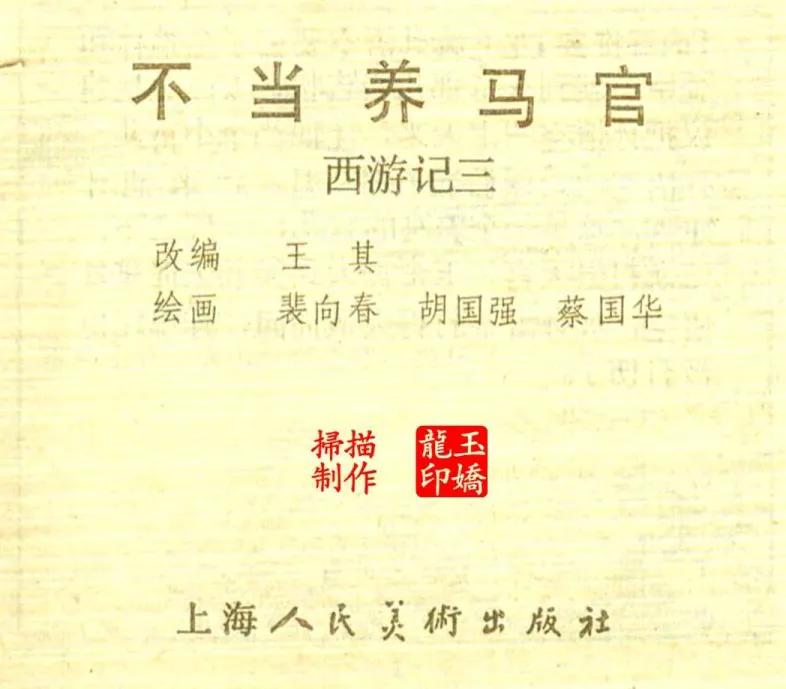 不当养马官
西游记三
改编 王其
绘画 裴向春 胡国强 蔡国华
掃描
制作
玉嬌
龍印
上海人民美術出版社